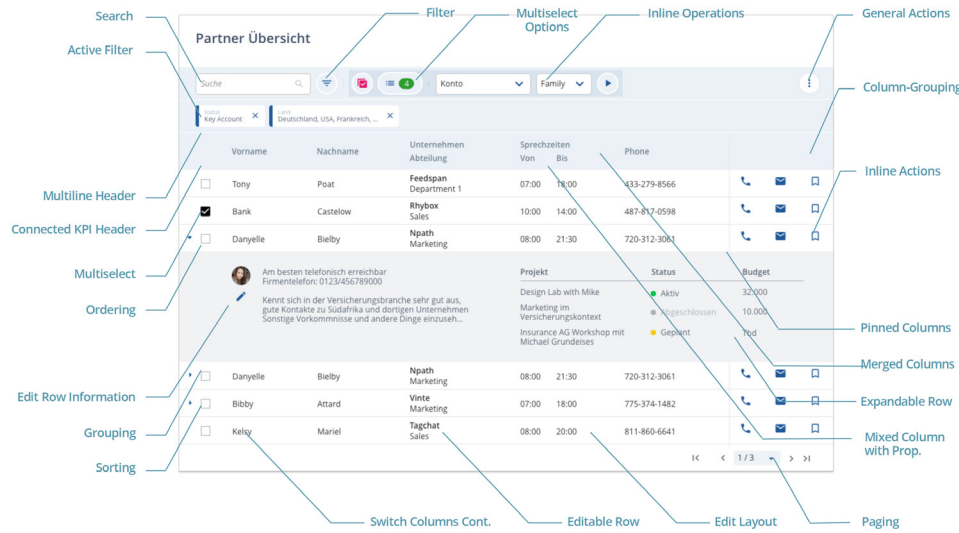 Search
Filter
Multiselect
Options
Inline Operations
General Actions
Partner Übersicht
Active Filter
Suche
4
Konto
Family
Column-Grouping
Status
Key Account
Land
Deutschland, USA, Frankreich, ...
Vorname
Nachname
Unternehmen
Abteilung
Sprechzeiten
Von Bis
Phone
Inline Actions
Multiline Header
Tony Poat Feedspan 07:00 18:00 433-279-8566
Department 1
Connected KPI Header
Bank Castelow Rhybox 10:00 14:00 487-817-0598
Sales
Danyelle Bielby Npath 08:00 21:30 720-312-3061
Marketing
Multiselect
Ordering
Am besten telefonisch erreichbar
Firmentelefon: 0123/456789000
Kennt sich in der Versicherungsbranche sehr gut aus,
gute Kontakte zu Südafrika und dortigen Unternehmen
Sonstige Vorkommnisse und andere Dinge einzuseh...
Projekt Status Budget
Design Lab with Mike Aktiv 32.000
Marketing im
Versicherungskontext Abgeschlossen 10.000
Insurance AG Workshop mit
Michael Grundeises Geplant Tbd
Pinned Columns
Merged Columns
Danyelle Bielby Npath 08:00 21:30 720-312-3061
Marketing
Edit Row Information
Expandable Row
Bibby Attard Vinte 07:00 18:00 775-374-1482
Marketing
Grouping
Kelsy Mariel Tagchat 08:00 20:00 811-860-6641
Sales
Mixed Column
with Prop.
Sorting
1 / 3
Switch Columns Cont.
Editable Row
Edit Layout
Paging